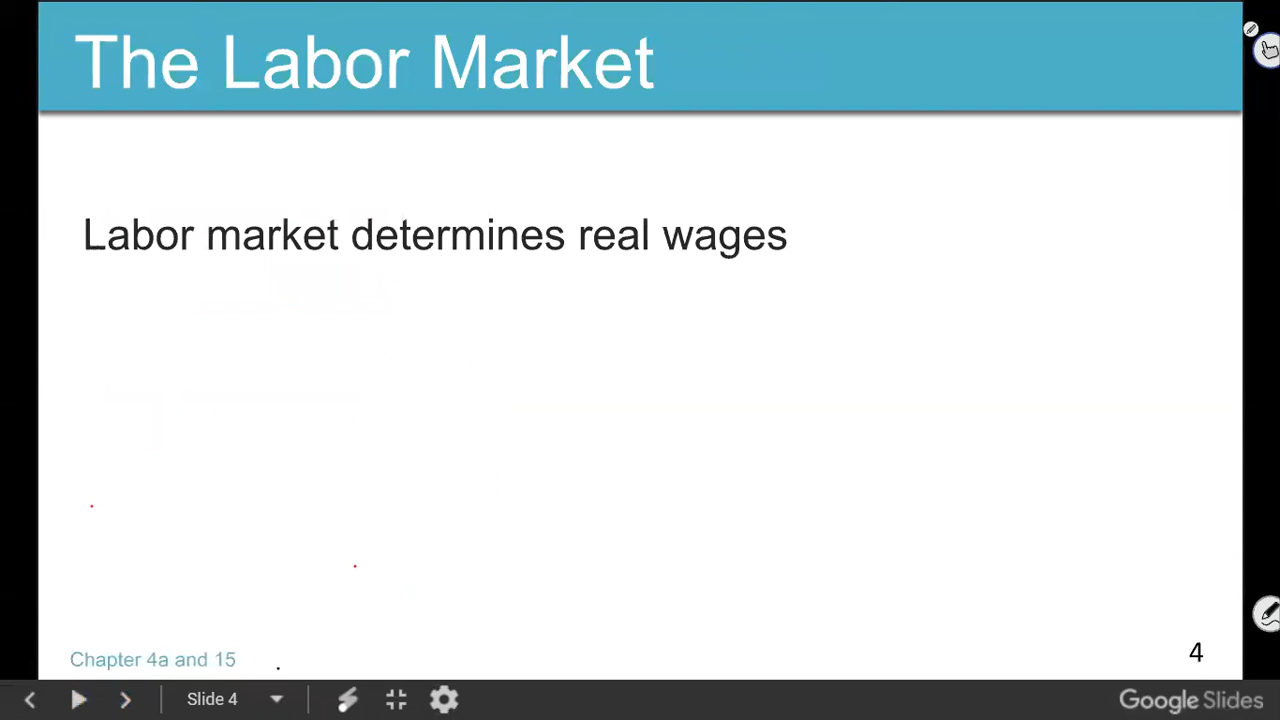 The Labor Market
Labor market determines real wages
Chapter 4a and 15
4
Slide 4
Google Slides